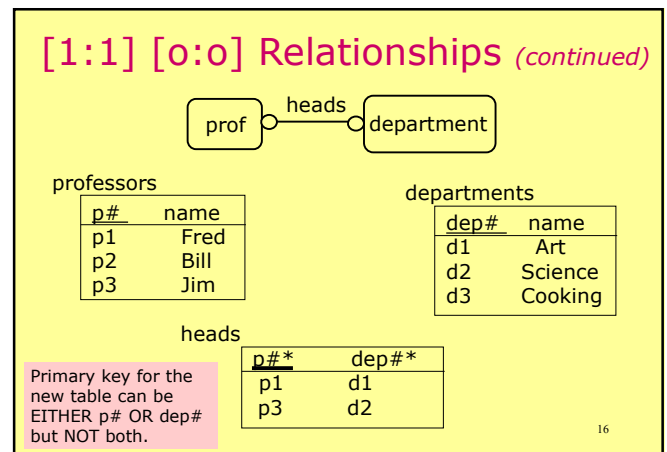 [1:1] [o:o] Relationships (continued)
heads
prof
department
professors
p# name
p1 Fred
p2 Bill
p3 Jim
departments
dep# name
d1 Art
d2 Science
d3 Cooking
heads
p#* dep#*
p1 d1
p3 d2
Primary key for the
new table can be
EITHER p# OR dep#
but NOT both.
16